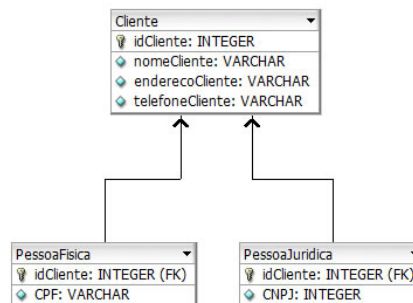 Cliente
idCliente: INTEGER
nomeCliente: VARCHAR
enderecoCliente: VARCHAR
telefoneCliente: VARCHAR
PessoaFisica
idCliente: INTEGER (FK)
CPF: VARCHAR
PessoaJuridica
idCliente: INTEGER (FK)
CNPJ: INTEGER